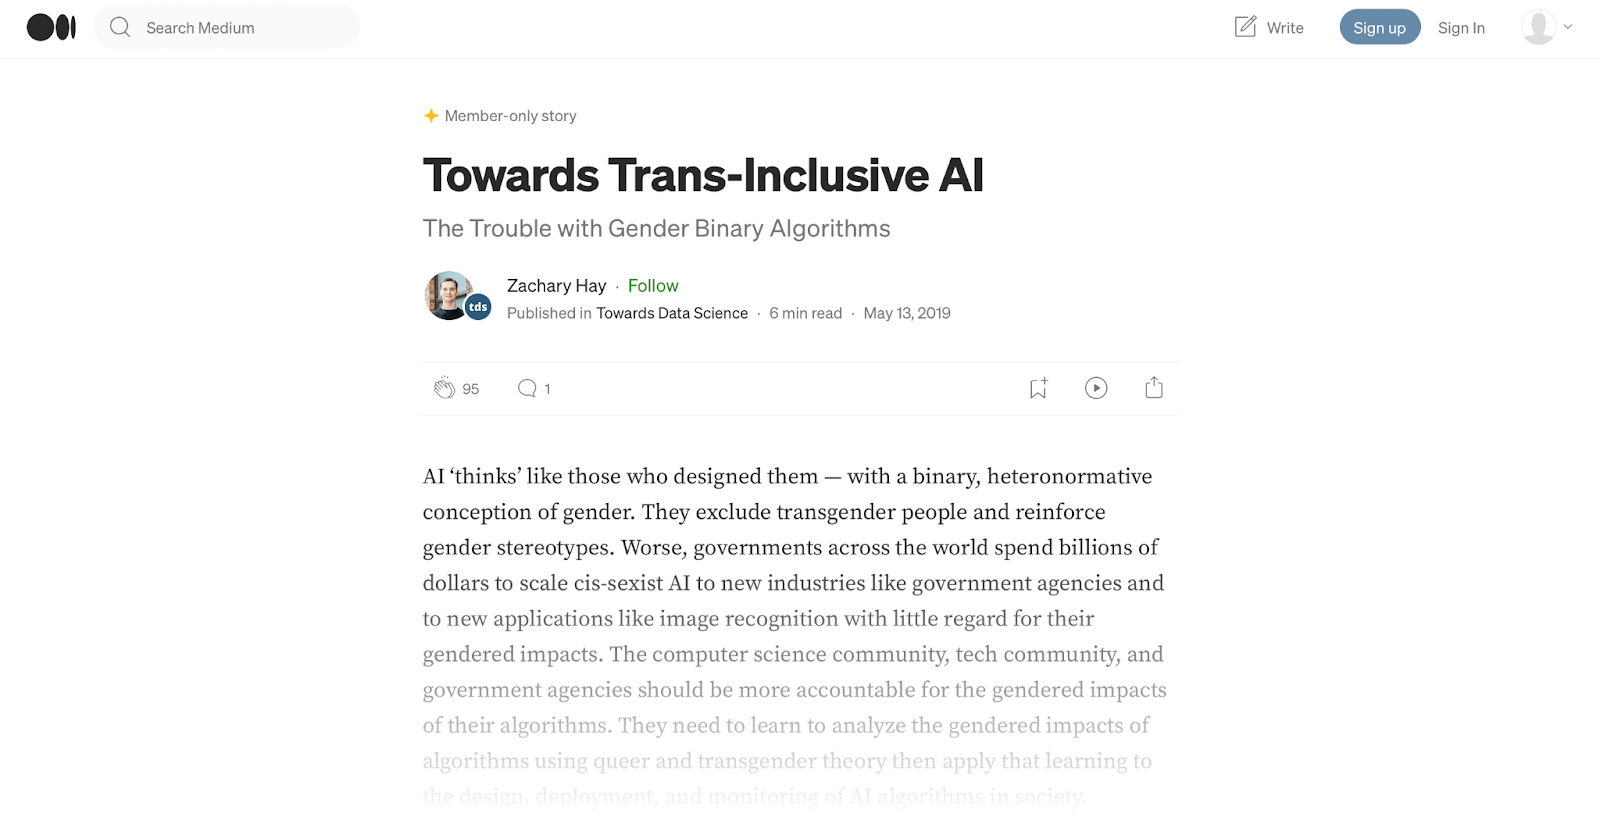 Search Medium
Write
Sign up
Sign In
Member-only story
Towards Trans-Inclusive AI
The Trouble with Gender Binary Algorithms
Zachary Hay · Follow
tds
Published in Towards Data Science · 6 min read · May 13, 2019
95
1
AI ‘thinks’ like those who designed them — with a binary, heteronormative
conception of gender. They exclude transgender people and reinforce
gender stereotypes. Worse, governments across the world spend billions of
dollars to scale cis-sexist AI to new industries like government agencies and
to new applications like image recognition with little regard for their
gendered impacts. The computer science community, tech community, and
government agencies should be more accountable for the gendered impacts
of their algorithms. They need to learn to analyze the gendered impacts of
algorithms using queer and transgender theory then apply that learning to
the design, deployment, and monitoring of AI algorithms in society.